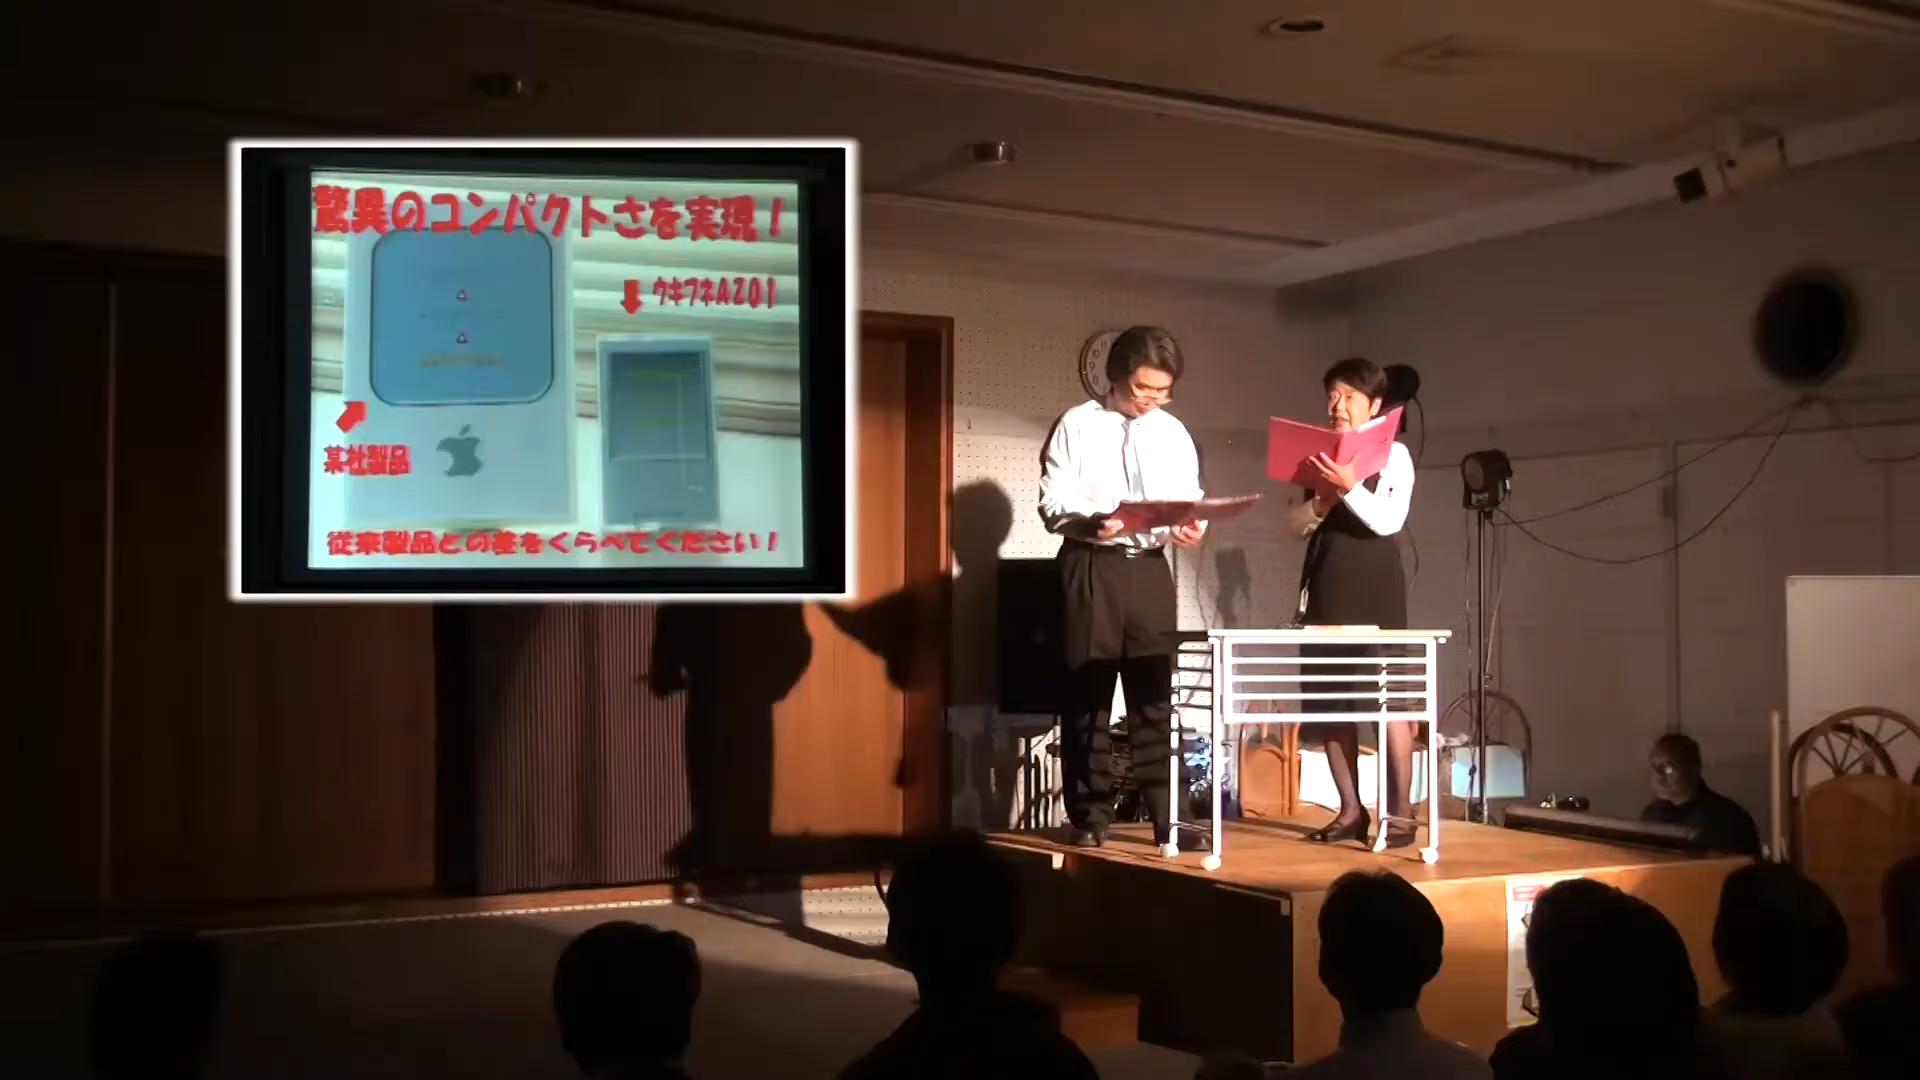 驚異のコンパクトさを実現！
ウキフネAZ01
某社製品
従来製品との差をくらべてください！